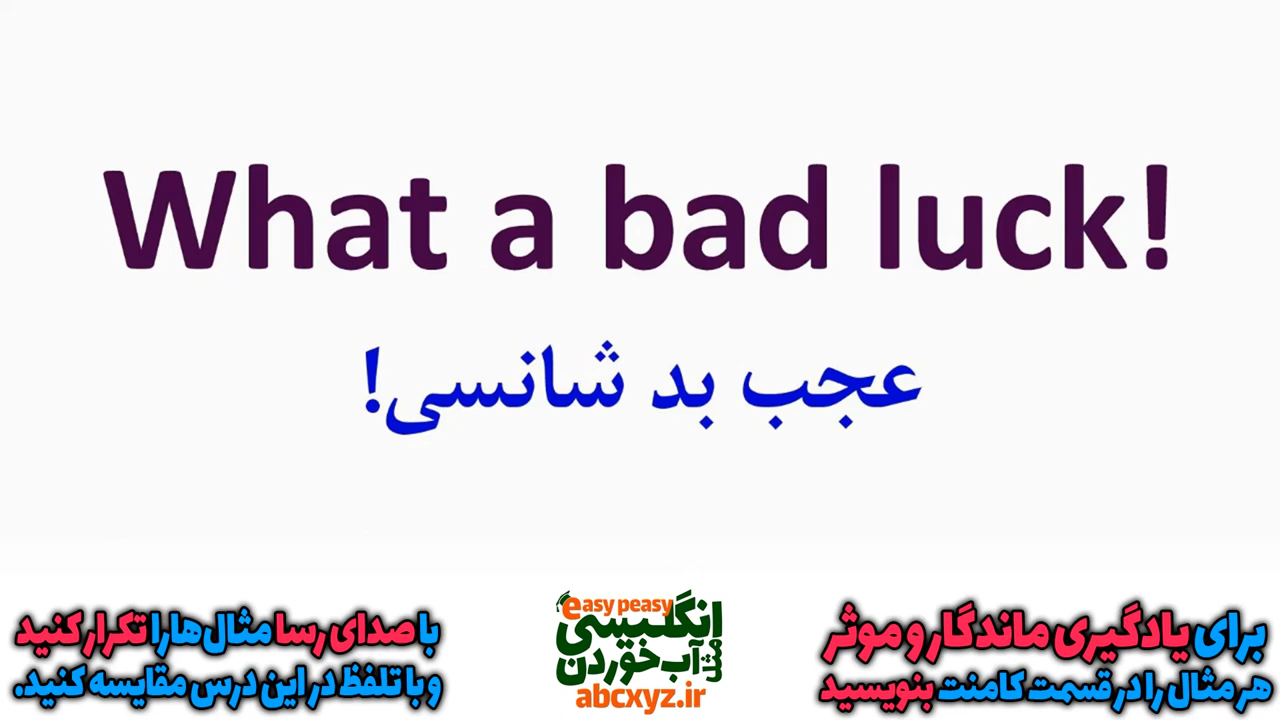 What a bad luck!
عجب بد شانسی!
برای یادگیری ماندگار و موثر
هر مثال را در قسمت کامنت بنویسید
easy peasy
انگلیسی
مثل آب خوردن
abcxyz.ir
با صدای رسا مثال‌ها را تکرار کنید
و با تلفظ در این درس مقایسه کنید.